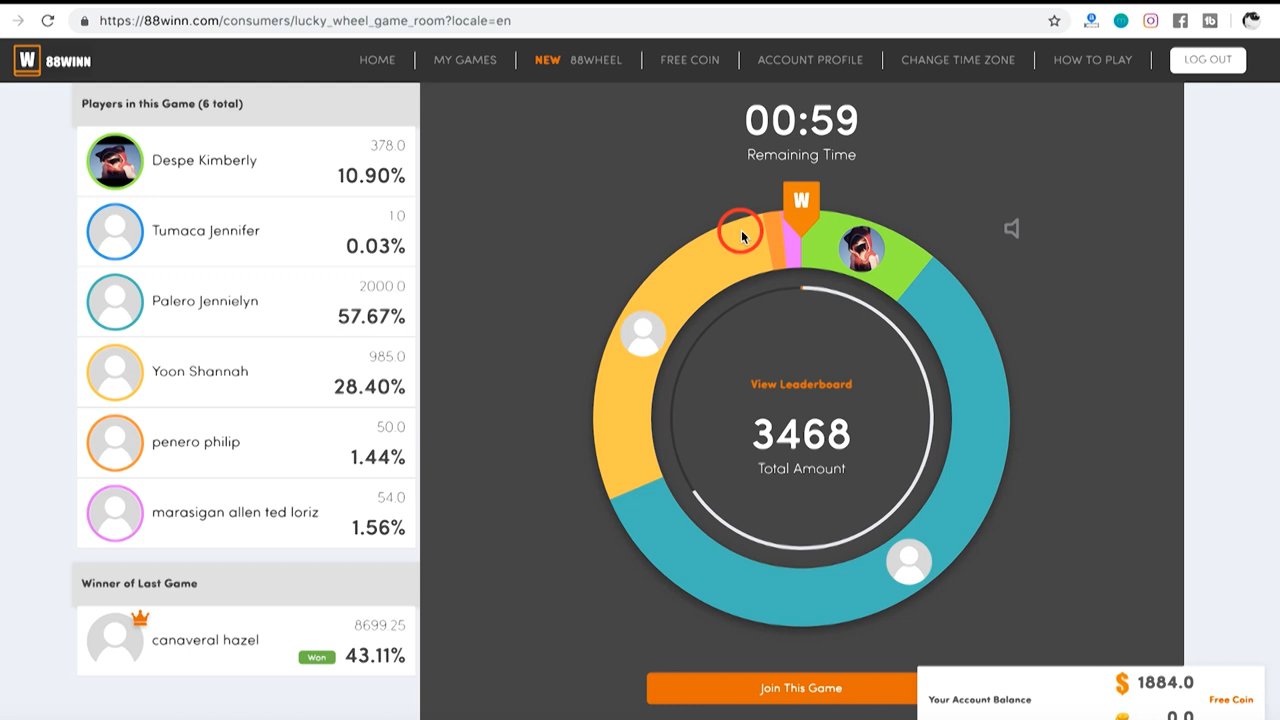 https://88winn.com/consumers/lucky_wheel_game_room?locale=en
W 88WINN
HOME MY GAMES NEW 88WHEEL FREE COIN ACCOUNT PROFILE CHANGE TIME ZONE HOW TO PLAY LOG OUT
Players in this Game (6 total)
Despe Kimberly 378.0
10.90%
Tumaca Jennifer 1.0
0.03%
Palero Jennielyn 2000.0
57.67%
Yoon Shannah 985.0
28.40%
penero philip 50.0
1.44%
marasigan allen ted loriz 54.0
1.56%
Winner of Last Game
canaveral hazel 8699.25
Won 43.11%
00:59
Remaining Time
W
View Leaderboard
3468
Total Amount
Join This Game
Your Account Balance $ 1884.0
Free Coin
0.0